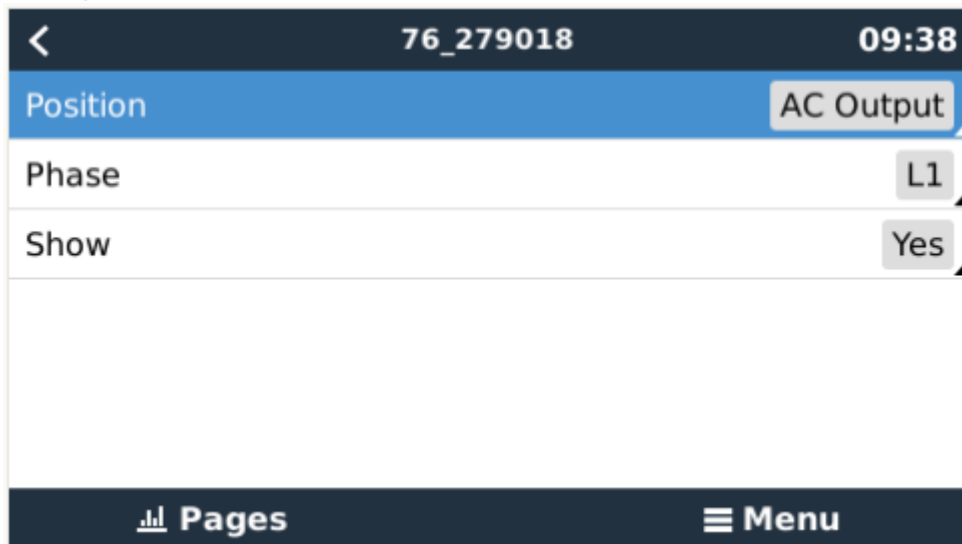 76_279018 09:38
Position AC Output
Phase L1
Show Yes
Pages Menu